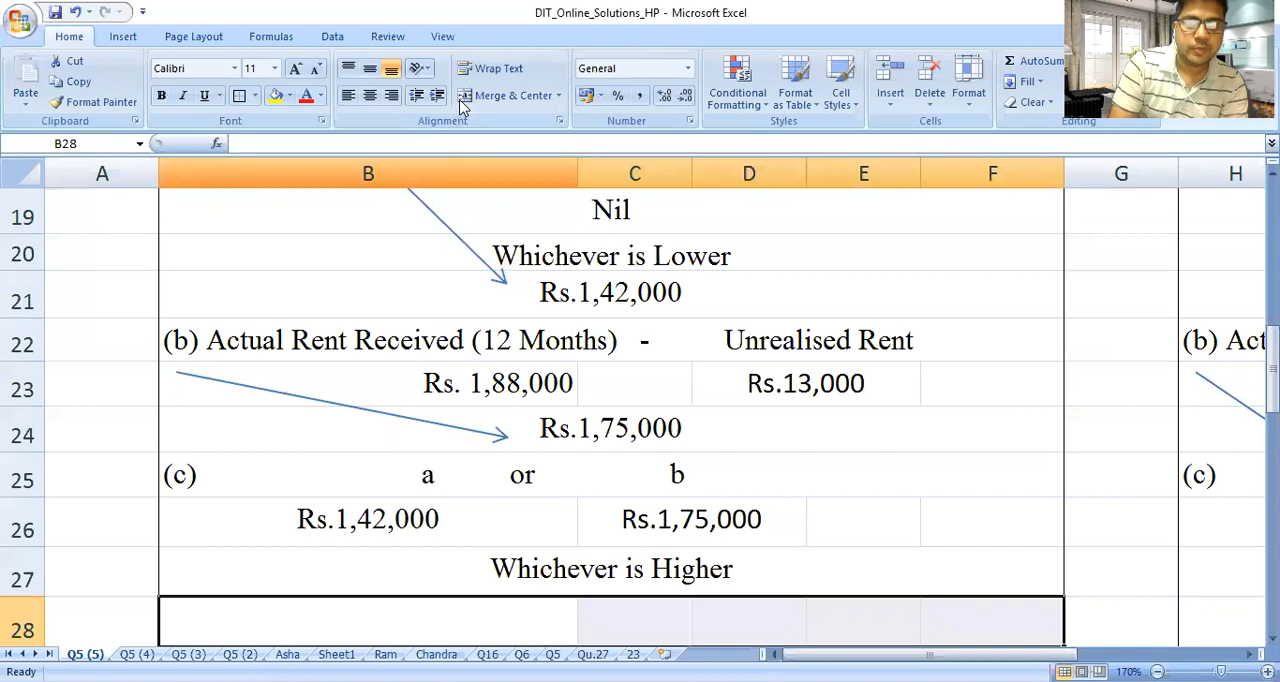 DIT_Online_Solutions_HP - Microsoft Excel
Home Insert Page Layout Formulas Data Review View
Cut
Copy
Format Painter
Paste
Clipboard
Calibri 11
B I U
Font
Wrap Text
Merge & Center
Alignment
General
% ,
Number
Conditional Formatting
Format as Table
Cell Styles
Styles
Insert Delete Format
Cells
Σ AutoSum
Fill
Clear
Editing
B28 fx
A B C D E F G H
19 Nil
20 Whichever is Lower
21 Rs.1,42,000
22 (b) Actual Rent Received (12 Months) - Unrealised Rent (b) Act
23 Rs. 1,88,000 Rs.13,000
24 Rs.1,75,000
25 (c) a or b (c)
26 Rs.1,42,000 Rs.1,75,000
27 Whichever is Higher
28
Q5 (5) Q5 (4) Q5 (3) Q5 (2) Asha Sheet1 Ram Chandra Q16 Q6 Q5 Qu.27 23
Ready 170%